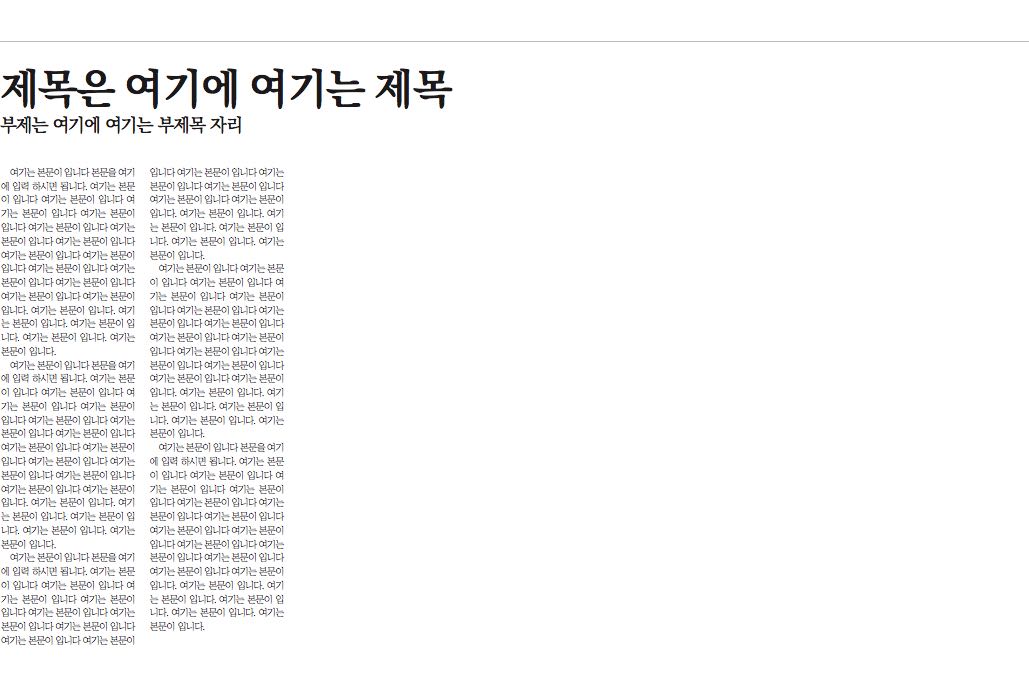 제목은 여기에 여기는 제목
부제는 여기에 여기는 부제목 자리
여기는 본문이 입니다 본문을 여기
에 입력 하시면 됩니다. 여기는 본문
이 입니다 여기는 본문이 입니다 여
기는 본문이 입니다 여기는 본문이
입니다 여기는 본문이 입니다 여기는
본문이 입니다 여기는 본문이 입니다
여기는 본문이 입니다 여기는 본문이
입니다 여기는 본문이 입니다 여기는
본문이 입니다 여기는 본문이 입니다
여기는 본문이 입니다 여기는 본문이
입니다. 여기는 본문이 입니다. 여기
는 본문이 입니다. 여기는 본문이 입
니다. 여기는 본문이 입니다. 여기는
본문이 입니다.
여기는 본문이 입니다 본문을 여기
에 입력 하시면 됩니다. 여기는 본문
이 입니다 여기는 본문이 입니다 여
기는 본문이 입니다 여기는 본문이
입니다 여기는 본문이 입니다 여기는
본문이 입니다 여기는 본문이 입니다
여기는 본문이 입니다 여기는 본문이
입니다 여기는 본문이 입니다 여기는
본문이 입니다 여기는 본문이 입니다
여기는 본문이 입니다 여기는 본문이
입니다. 여기는 본문이 입니다. 여기
는 본문이 입니다. 여기는 본문이 입
니다. 여기는 본문이 입니다. 여기는
본문이 입니다.
여기는 본문이 입니다 본문을 여기
에 입력 하시면 됩니다. 여기는 본문
이 입니다 여기는 본문이 입니다 여
기는 본문이 입니다 여기는 본문이
입니다 여기는 본문이 입니다 여기는
본문이 입니다 여기는 본문이 입니다
여기는 본문이 입니다 여기는 본문이
입니다 여기는 본문이 입니다 여기는
본문이 입니다 여기는 본문이 입니다
여기는 본문이 입니다 여기는 본문이
입니다. 여기는 본문이 입니다. 여기
는 본문이 입니다. 여기는 본문이 입
니다. 여기는 본문이 입니다. 여기는
본문이 입니다.
여기는 본문이 입니다 여기는 본문
이 입니다 여기는 본문이 입니다 여
기는 본문이 입니다 여기는 본문이
입니다 여기는 본문이 입니다 여기는
본문이 입니다 여기는 본문이 입니다
여기는 본문이 입니다 여기는 본문이
입니다 여기는 본문이 입니다 여기는
본문이 입니다 여기는 본문이 입니다
여기는 본문이 입니다 여기는 본문이
입니다. 여기는 본문이 입니다. 여기
는 본문이 입니다. 여기는 본문이 입
니다. 여기는 본문이 입니다. 여기는
본문이 입니다.
여기는 본문이 입니다 본문을 여기
에 입력 하시면 됩니다. 여기는 본문
이 입니다 여기는 본문이 입니다 여
기는 본문이 입니다 여기는 본문이
입니다 여기는 본문이 입니다 여기는
본문이 입니다 여기는 본문이 입니다
여기는 본문이 입니다 여기는 본문이
입니다 여기는 본문이 입니다 여기는
본문이 입니다 여기는 본문이 입니다
여기는 본문이 입니다 여기는 본문이
입니다. 여기는 본문이 입니다. 여기
는 본문이 입니다. 여기는 본문이 입
니다. 여기는 본문이 입니다. 여기는
본문이 입니다.